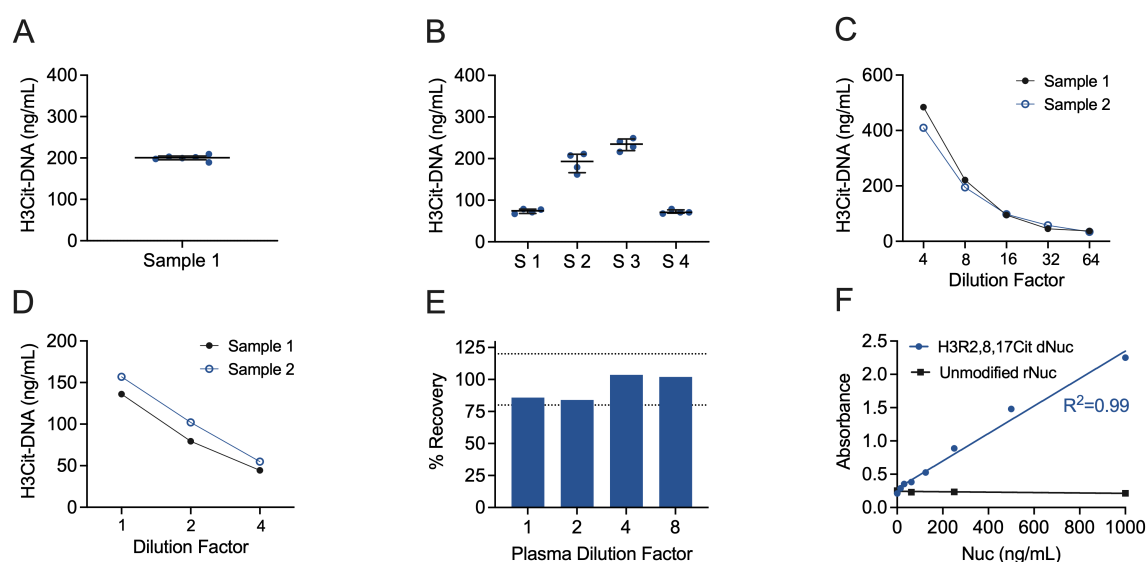 A
H3Cit-DNA (ng/mL)
400
300
200
100
0
Sample 1
B
H3Cit-DNA (ng/mL)
400
300
200
100
0
S 1 S 2 S 3 S 4
C
H3Cit-DNA (ng/mL)
600
400
200
0
Sample 1
Sample 2
4 8 16 32 64
Dilution Factor
D
H3Cit-DNA (ng/mL)
200
150
100
50
0
Sample 1
Sample 2
1 2 4
Dilution Factor
E
% Recovery
125
100
75
50
25
0
1 2 4 8
Plasma Dilution Factor
F
Absorbance
2.5
2.0
1.5
1.0
0.5
0.0
H3R2,8,17Cit dNuc
Unmodified rNuc
R²=0.99
0 200 400 600 800 1000
Nuc (ng/mL)